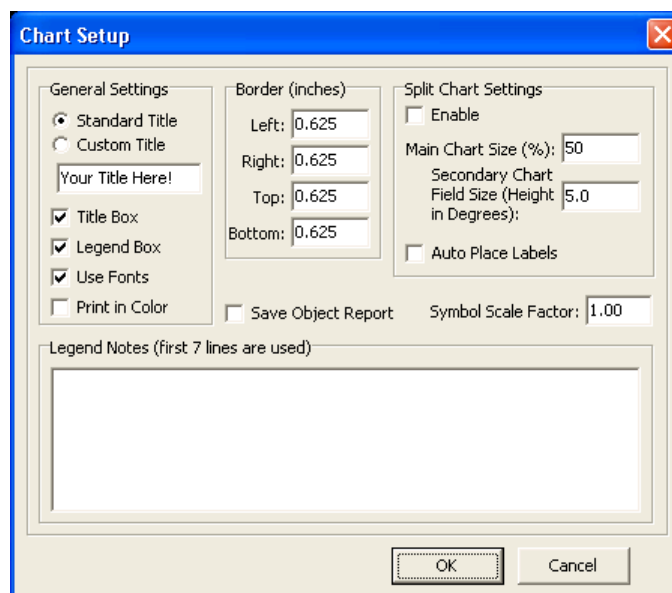 Chart Setup
General Settings
Standard Title
Custom Title
Your Title Here!
Title Box
Legend Box
Use Fonts
Print in Color
Border (inches)
Left: 0.625
Right: 0.625
Top: 0.625
Bottom: 0.625
Split Chart Settings
Enable
Main Chart Size (%): 50
Secondary Chart
Field Size (Height 5.0
in Degrees):
Auto Place Labels
Save Object Report
Symbol Scale Factor: 1.00
Legend Notes (first 7 lines are used)
OK
Cancel